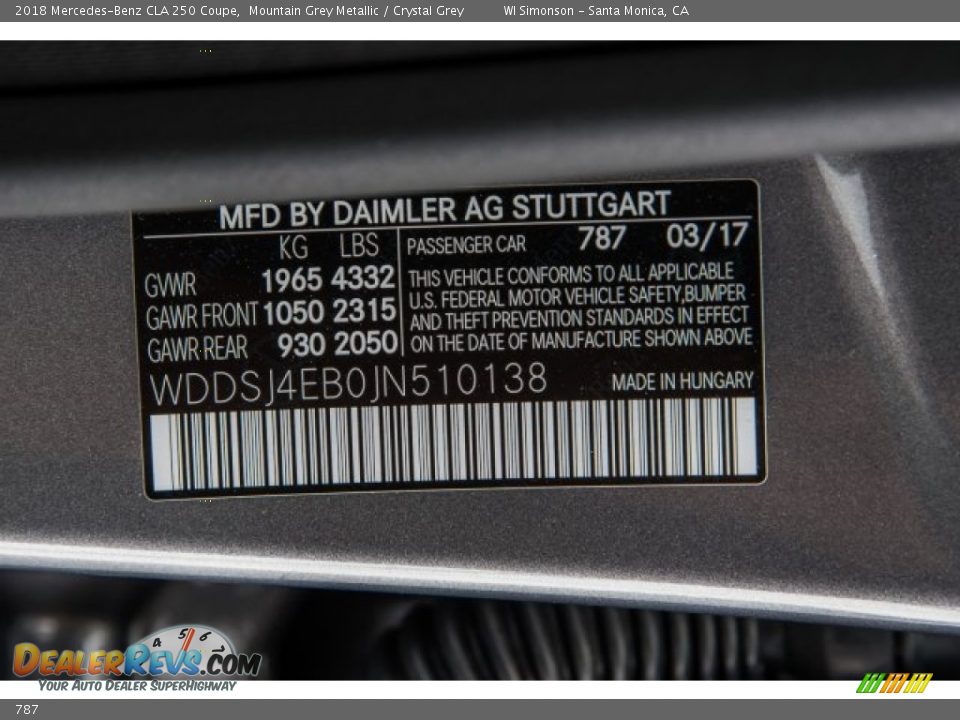 2018 Mercedes-Benz CLA 250 Coupe, Mountain Grey Metallic / Crystal Grey WI Simonson - Santa Monica, CA
MFD BY DAIMLER AG STUTTGART
KG LBS
GVWR 1965 4332
GAWR FRONT 1050 2315
GAWR REAR 930 2050
PASSENGER CAR 787 03/17
THIS VEHICLE CONFORMS TO ALL APPLICABLE
U.S. FEDERAL MOTOR VEHICLE SAFETY,BUMPER
AND THEFT PREVENTION STANDARDS IN EFFECT
ON THE DATE OF MANUFACTURE SHOWN ABOVE
WDDSJ4EB0JN510138 MADE IN HUNGARY
4 5 6
DEALERREVS.COM
YOUR AUTO DEALER SUPERHIGHWAY
787